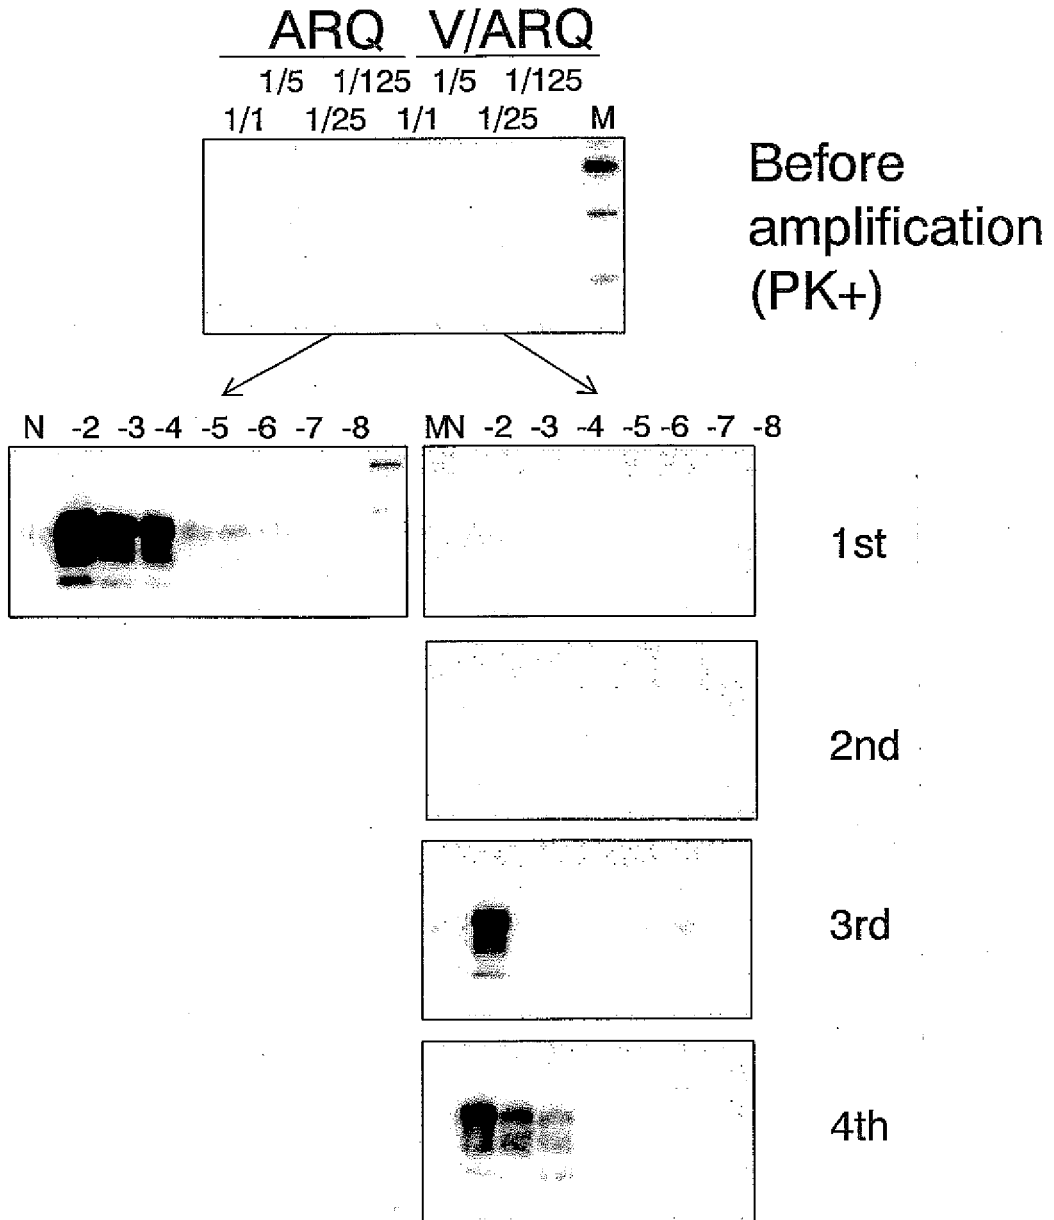 ARQ V/ARQ
1/5 1/125 1/5 1/125
1/1 1/25 1/1 1/25 M
Before
amplification
(PK+)
N -2 -3 -4 -5 -6 -7 -8 MN -2 -3 -4 -5 -6 -7 -8
1st
2nd
3rd
4th